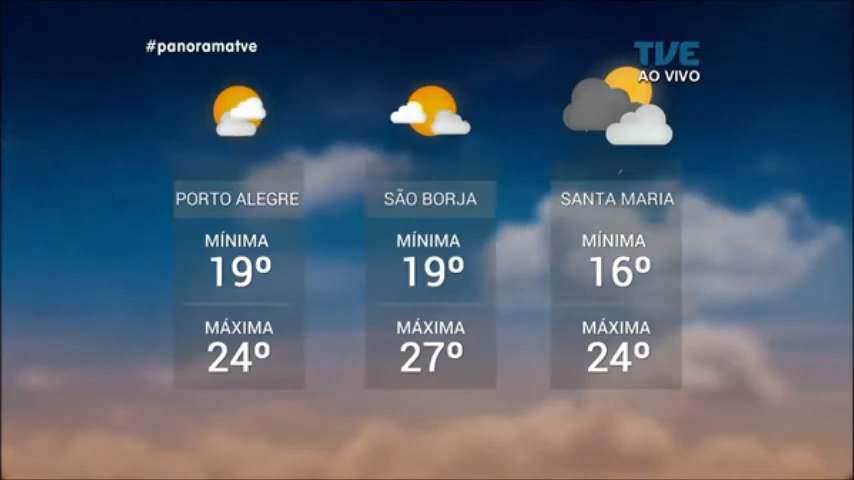 #panoramatve
TVE
AO VIVO
PORTO ALEGRE
MÍNIMA
19º
MÁXIMA
24º
SÃO BORJA
MÍNIMA
19º
MÁXIMA
27º
SANTA MARIA
MÍNIMA
16º
MÁXIMA
24º